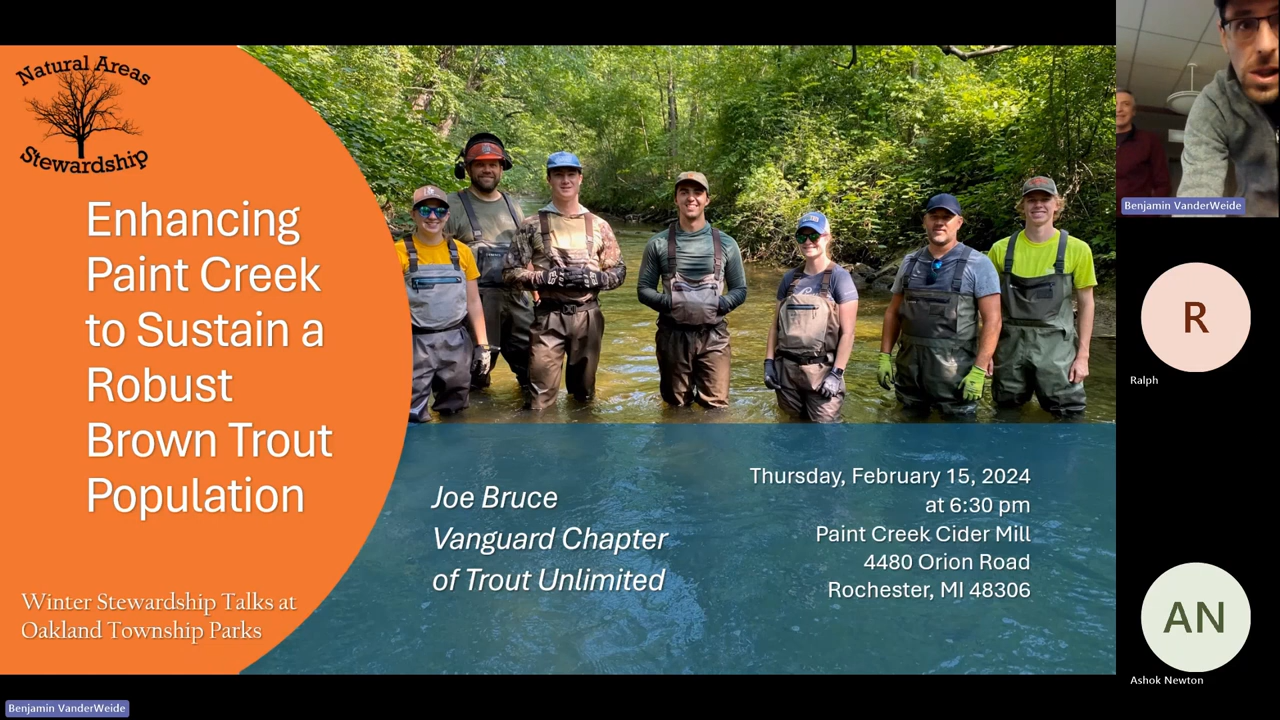 Natural Areas
Stewardship
Enhancing
Paint Creek
to Sustain a
Robust
Brown Trout
Population
Winter Stewardship Talks at
Oakland Township Parks
Joe Bruce
Vanguard Chapter
of Trout Unlimited
Thursday, February 15, 2024
at 6:30 pm
Paint Creek Cider Mill
4480 Orion Road
Rochester, MI 48306
Benjamin VanderWeide
R
Ralph
AN
Ashok Newton
Benjamin VanderWeide